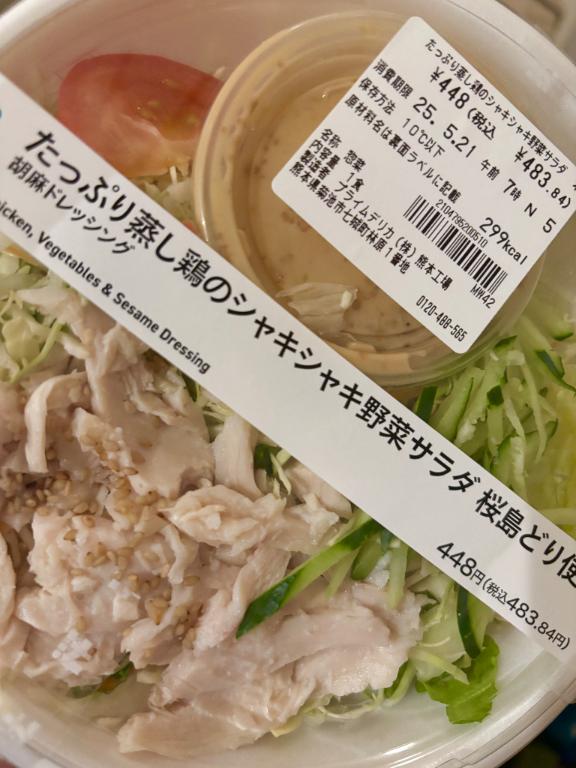 たっぷり蒸し鶏のシャキシャキ野菜サラダ
¥448(税込 ¥483.84)
消費期限 25. 5.21 午前 7時 N 5
保存方法 10℃以下
原材料名は裏面ラベルに記載 299kcal
2104795200510
MW42
名称 惣菜
内容量 1食
製造者 プライムデリカ(株)熊本工場
熊本県菊池市七城町林原1番地
0120-488-565
たっぷり蒸し鶏のシャキシャキ野菜サラダ 桜島どり使
胡麻ドレッシング
hicken, Vegetables & Sesame Dressing
448円(税込483.84円)